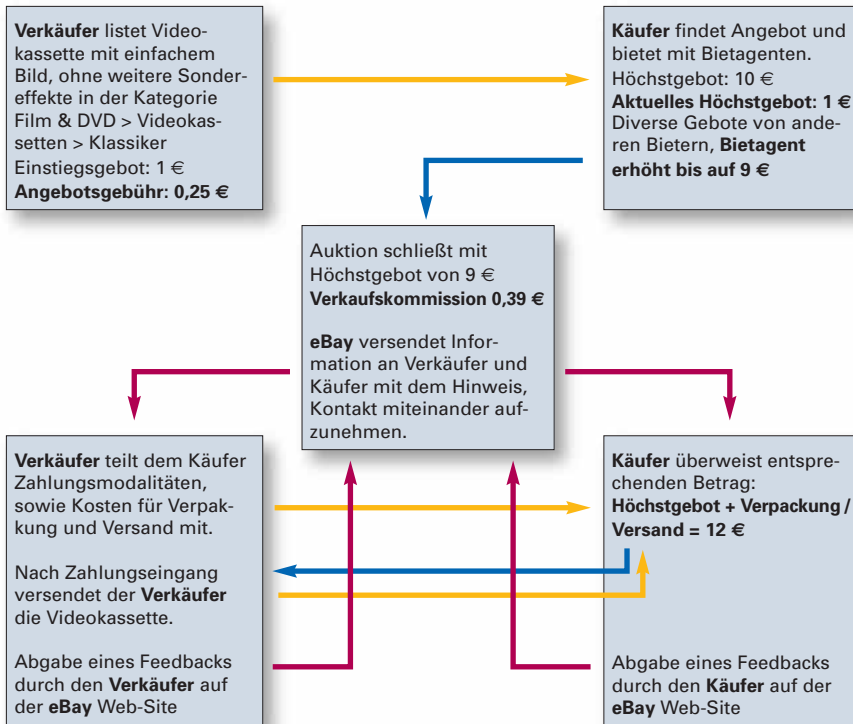 Verkäufer listet Video-
kassette mit einfachem
Bild, ohne weitere Sonder-
effekte in der Kategorie
Film & DVD > Videokas-
setten > Klassiker
Einstiegsgebot: 1 €
Angebotsgebühr: 0,25 €
Käufer findet Angebot und
bietet mit Bietagenten.
Höchstgebot: 10 €
Aktuelles Höchstgebot: 1 €
Diverse Gebote von ande-
ren Bietern, Bietagent
erhöht bis auf 9 €
Auktion schließt mit
Höchstgebot von 9 €
Verkaufskommission 0,39 €
eBay versendet Infor-
mation an Verkäufer und
Käufer mit dem Hinweis,
Kontakt miteinander auf-
zunehmen.
Verkäufer teilt dem Käufer
Zahlungsmodalitäten,
sowie Kosten für Verpak-
kung und Versand mit.
Nach Zahlungseingang
versendet der Verkäufer
die Videokassette.
Abgabe eines Feedbacks
durch den Verkäufer auf
der eBay Web-Site
Käufer überweist entspre-
chenden Betrag:
Höchstgebot + Verpackung /
Versand = 12 €
Abgabe eines Feedbacks
durch den Käufer auf der
eBay Web-Site